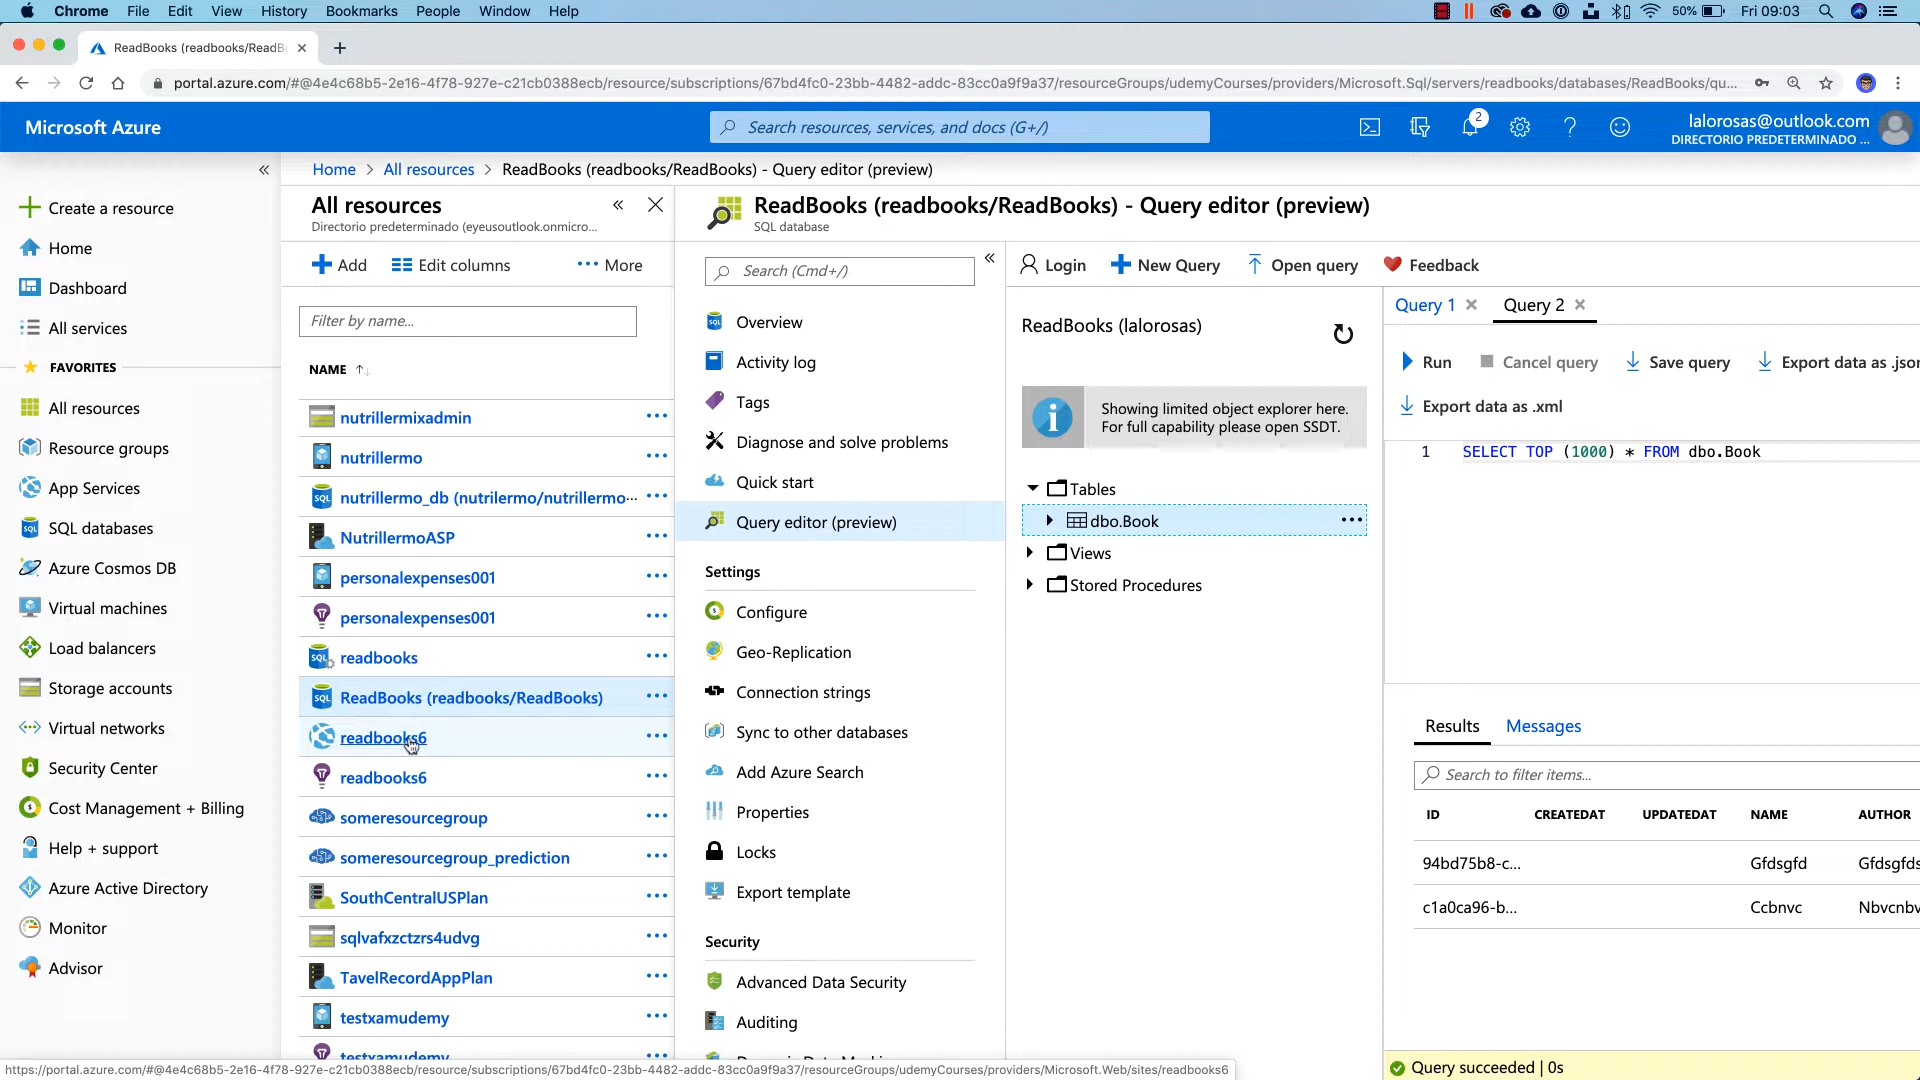 Chrome File Edit View History Bookmarks People Window Help 50% Fri 09:03
ReadBooks (readbooks/ReadB
portal.azure.com/#@4e4c68b5-2e16-4f78-927e-c21cb0388ecb/resource/subscriptions/67bd4fc0-23bb-4482-addc-83cc0a9f9a37/resourceGroups/udemyCourses/providers/Microsoft.Sql/servers/readbooks/databases/ReadBooks/qu...
Microsoft Azure
Search resources, services, and docs (G+/)
2
lalorosas@outlook.com
DIRECTORIO PREDETERMINADO ...
Create a resource
Home
Dashboard
All services
FAVORITES
All resources
Resource groups
App Services
SQL databases
Azure Cosmos DB
Virtual machines
Load balancers
Storage accounts
Virtual networks
Security Center
Cost Management + Billing
Help + support
Azure Active Directory
Monitor
Advisor
Home > All resources > ReadBooks (readbooks/ReadBooks) - Query editor (preview)
All resources
Directorio predeterminado (eyeusoutlook.onmicro...
Add Edit columns ··· More
Filter by name...
NAME
nutrillermixadmin
nutrillermo
nutrillermo_db (nutrilermo/nutrillermo···
NutrillermoASP
personalexpenses001
personalexpenses001
readbooks
ReadBooks (readbooks/ReadBooks)
readbooks6
readbooks6
someresourcegroup
someresourcegroup_prediction
SouthCentralUSPlan
sqlvafxzctzrs4udvg
TavelRecordAppPlan
testxamudemy
testxamudemy
ReadBooks (readbooks/ReadBooks) - Query editor (preview)
SQL database
Search (Cmd+/)
Overview
Activity log
Tags
Diagnose and solve problems
Quick start
Query editor (preview)
Settings
Configure
Geo-Replication
Connection strings
Sync to other databases
Add Azure Search
Properties
Locks
Export template
Security
Advanced Data Security
Auditing
Login New Query Open query Feedback
ReadBooks (lalorosas)
Showing limited object explorer here.
For full capability please open SSDT.
Tables
dbo.Book
Views
Stored Procedures
Query 1 Query 2
Run Cancel query Save query Export data as .json
Export data as .xml
1 SELECT TOP (1000) * FROM dbo.Book
Results Messages
Search to filter items...
ID CREATEDAT UPDATEDAT NAME AUTHOR
94bd75b8-c... Gfdsgfd Gfdsgfds
c1a0ca96-b... Ccbnvc Nbvcnbv
Query succeeded | 0s
https://portal.azure.com/#@4e4c68b5-2e16-4f78-927e-c21cb0388ecb/resource/subscriptions/67bd4fc0-23bb-4482-addc-83cc0a9f9a37/resourceGroups/udemyCourses/providers/Microsoft.Web/sites/readbooks6